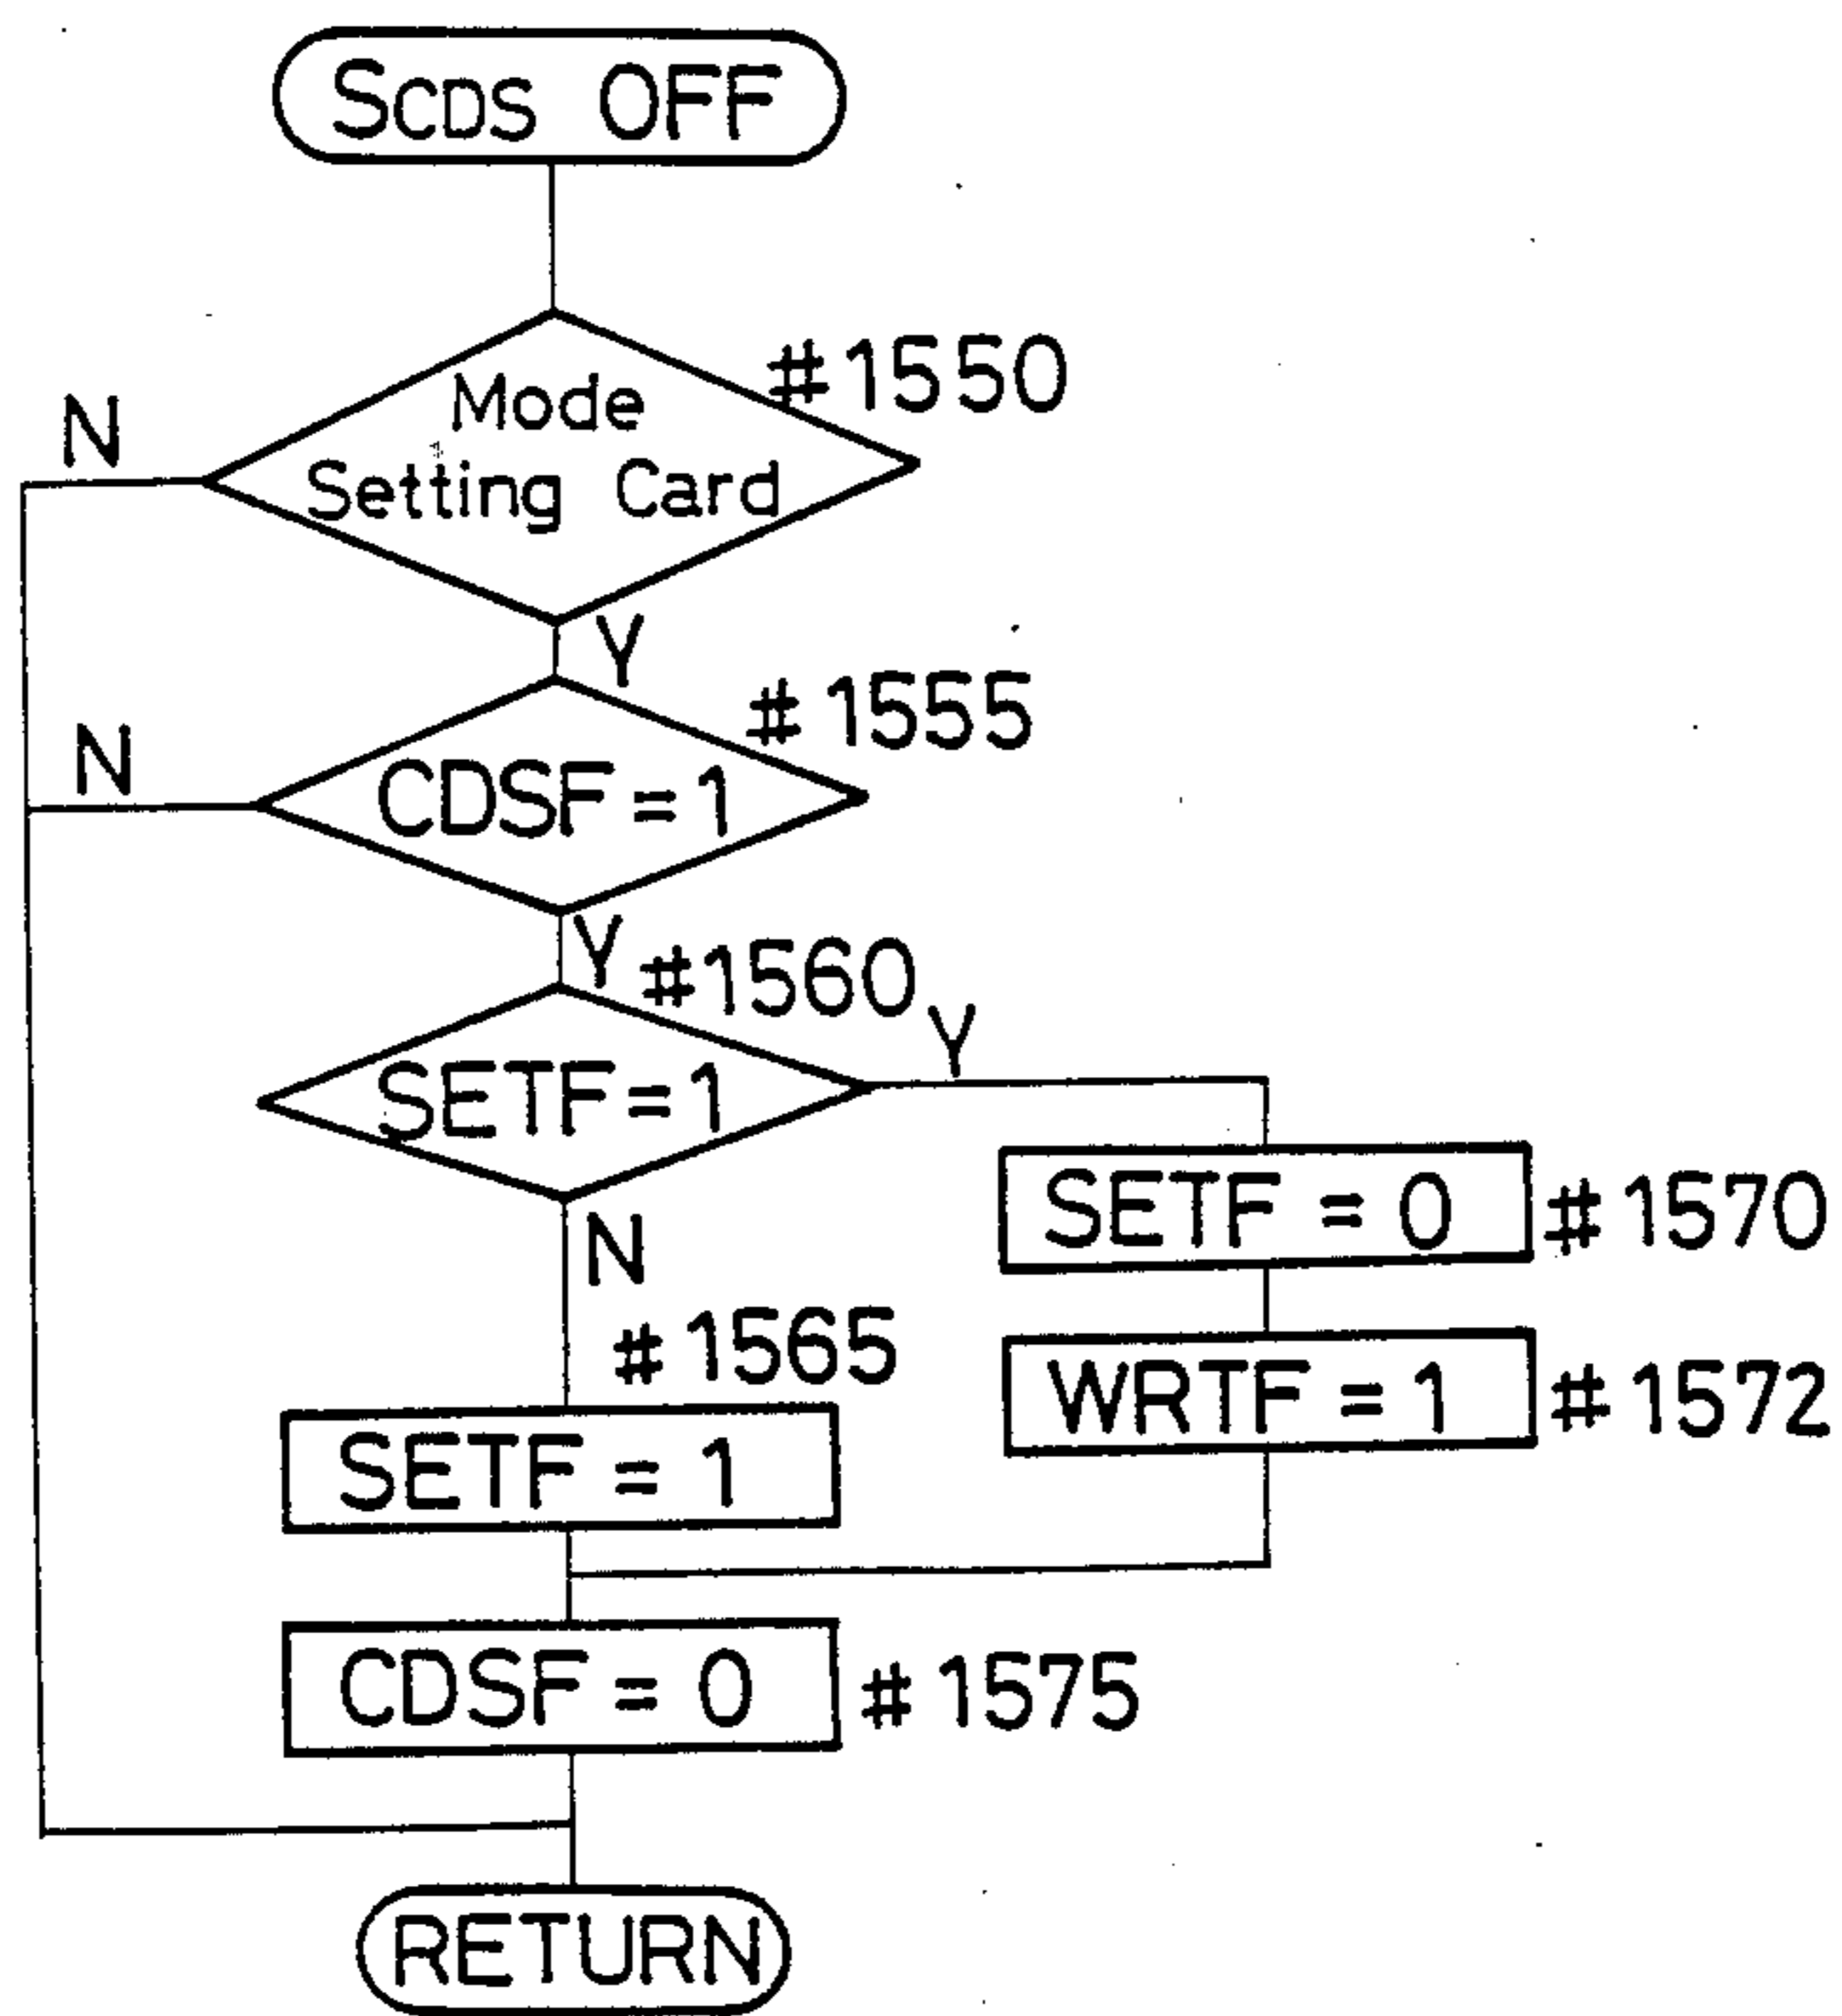 SCDS OFF
#1550
N
Mode
Setting Card
Y
#1555
N
CDSF = 1
Y
#1560
Y
SETF = 1
N
SETF = 0 #1570
#1565
WRTF = 1 #1572
SETF = 1
CDSF = 0 #1575
RETURN